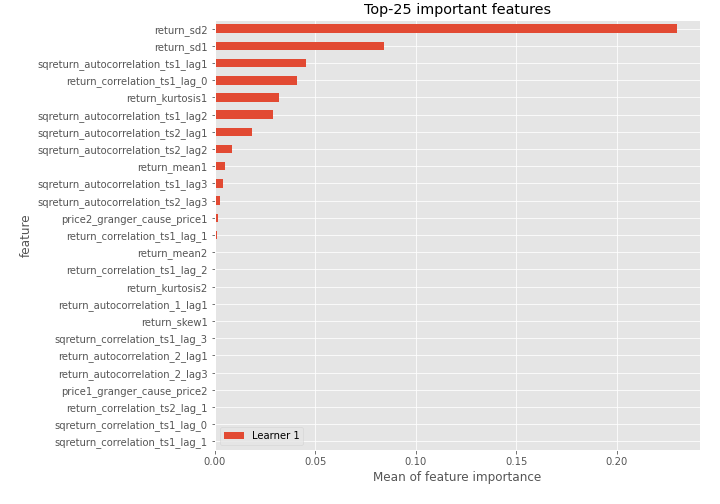 Top-25 important features
return_sd2
return_sd1
sqreturn_autocorrelation_ts1_lag1
return_correlation_ts1_lag_0
return_kurtosis1
sqreturn_autocorrelation_ts1_lag2
sqreturn_autocorrelation_ts2_lag1
sqreturn_autocorrelation_ts2_lag2
return_mean1
sqreturn_autocorrelation_ts1_lag3
sqreturn_autocorrelation_ts2_lag3
price2_granger_cause_price1
return_correlation_ts1_lag_1
return_mean2
return_correlation_ts1_lag_2
return_kurtosis2
return_autocorrelation_1_lag1
return_skew1
sqreturn_correlation_ts1_lag_3
return_autocorrelation_2_lag1
return_autocorrelation_2_lag3
price1_granger_cause_price2
return_correlation_ts2_lag_1
sqreturn_correlation_ts1_lag_0
sqreturn_correlation_ts1_lag_1
feature
Learner 1
0.00 0.05 0.10 0.15 0.20
Mean of feature importance